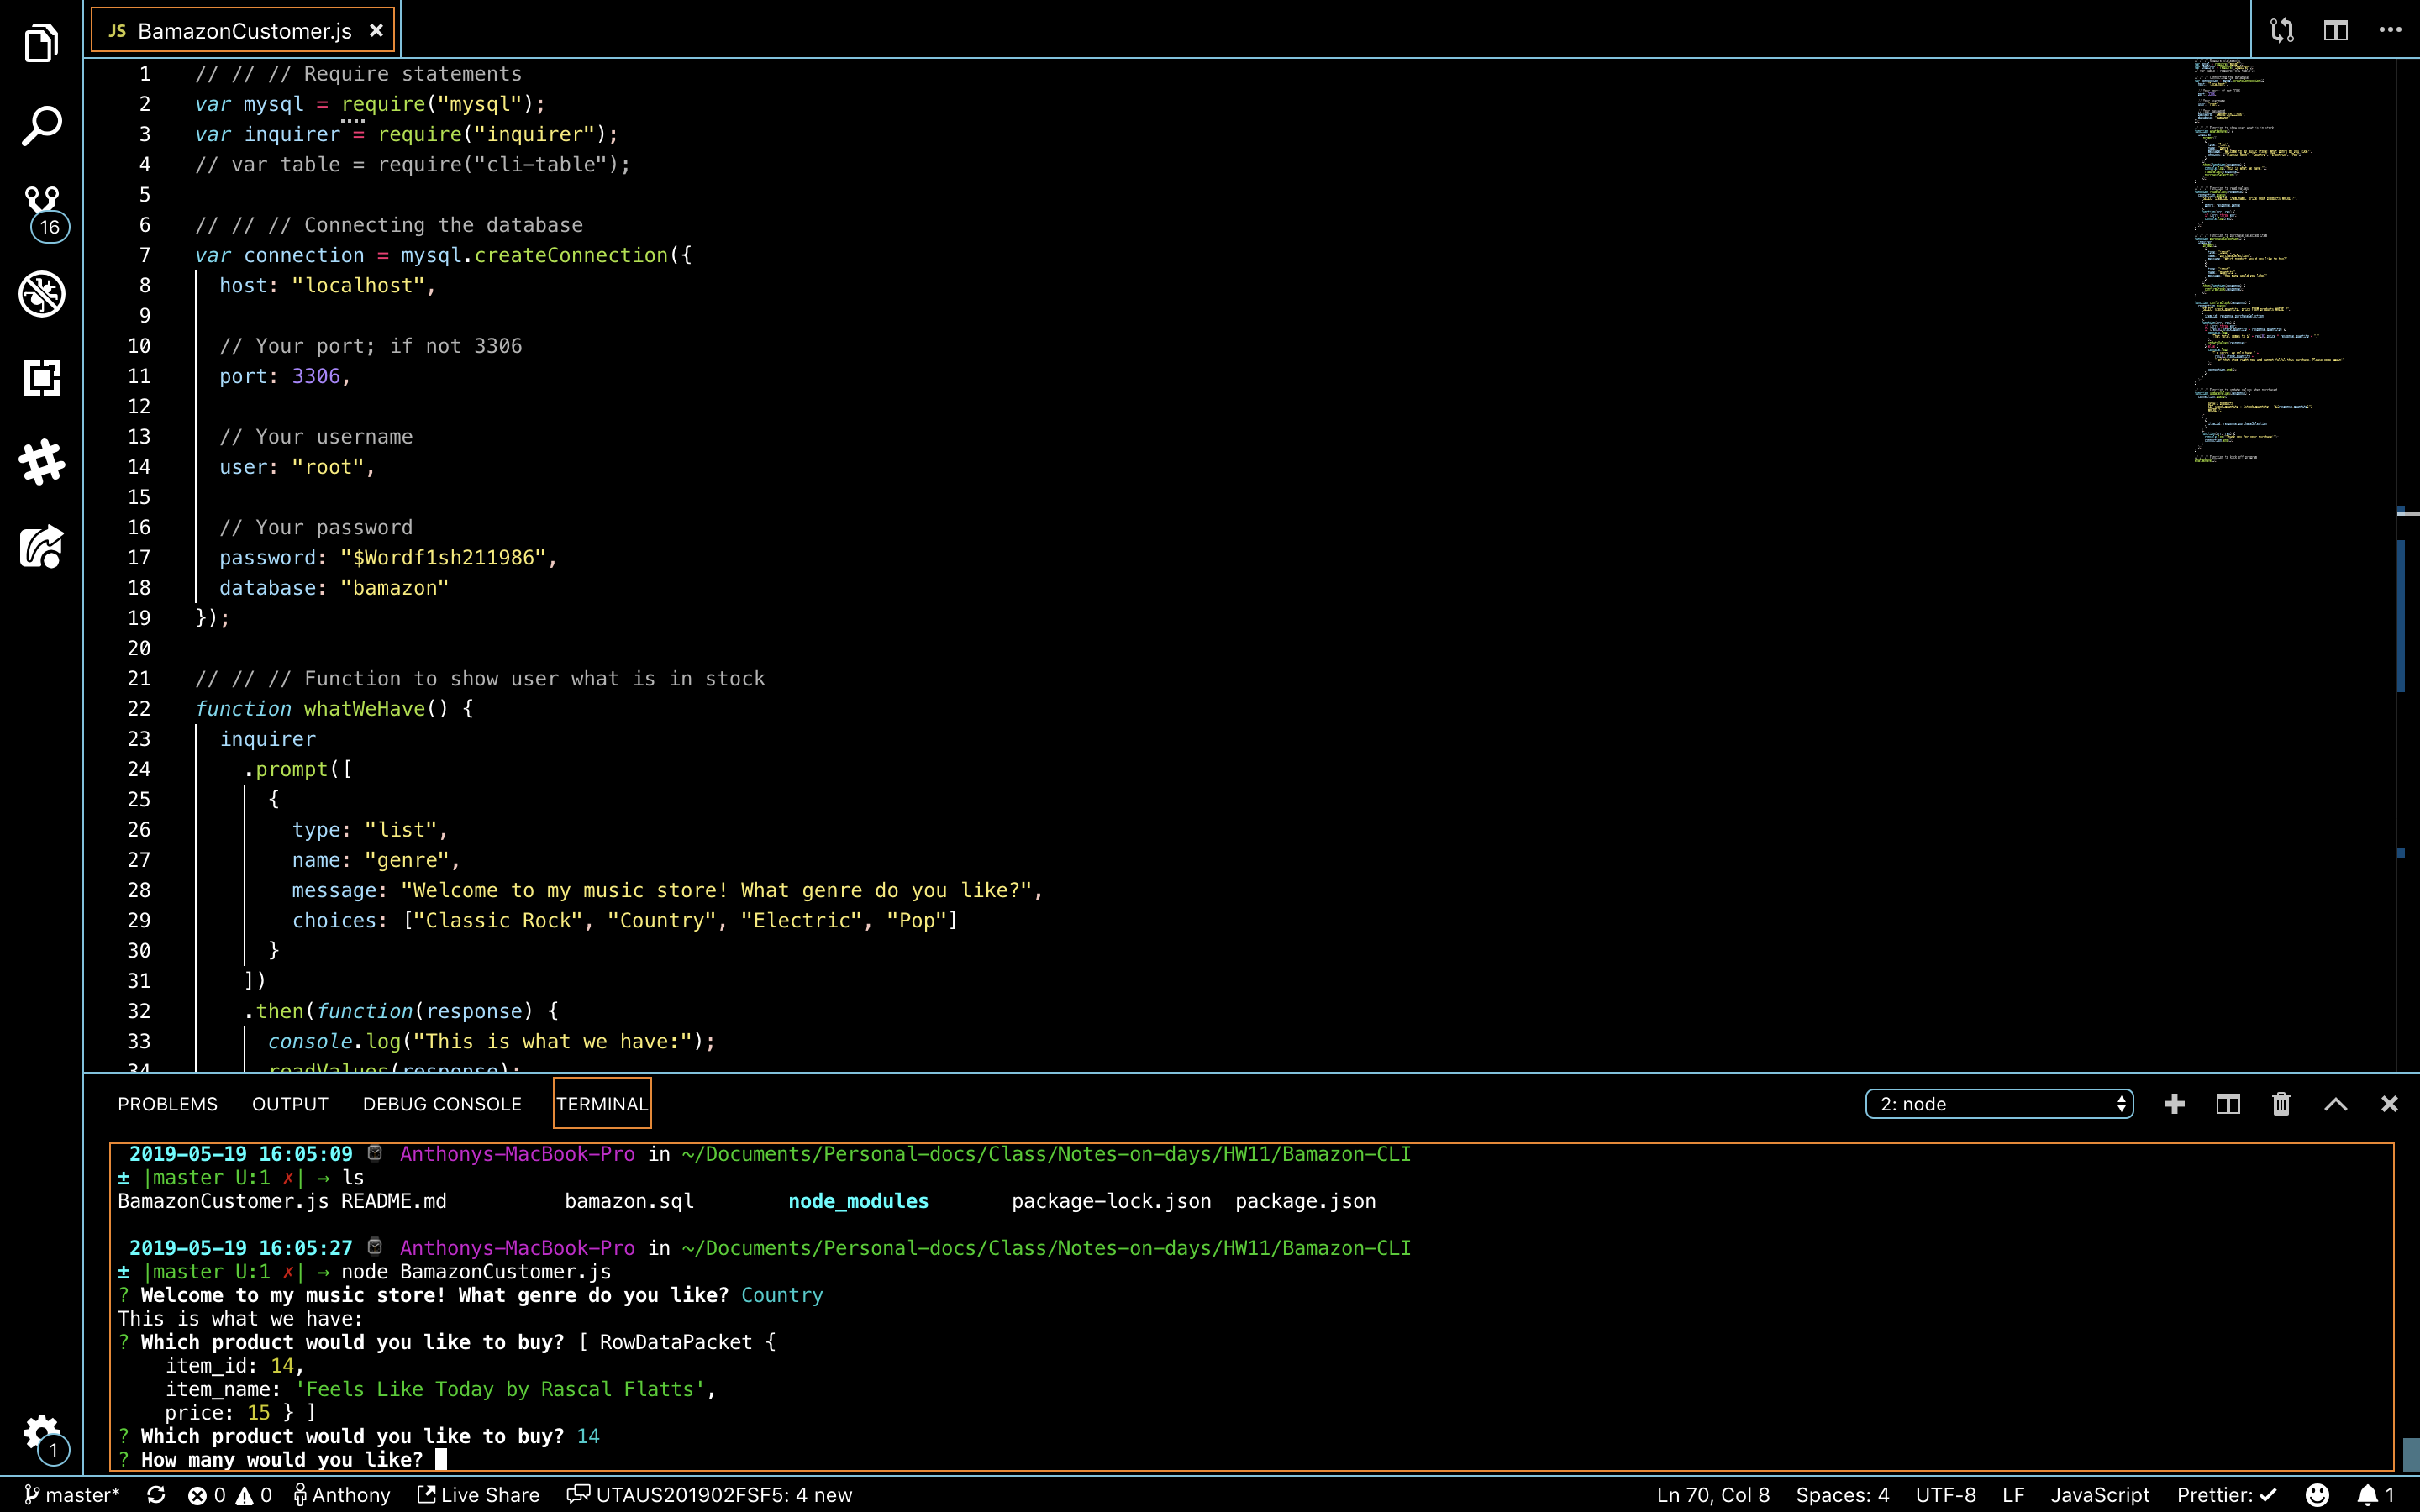 JS BamazonCustomer.js ×
1 // // // Require statements
2 var mysql = require("mysql");
3 var inquirer = require("inquirer");
4 // var table = require("cli-table");
5
6 // // // Connecting the database
7 var connection = mysql.createConnection({
8 host: "localhost",
9
10 // Your port; if not 3306
11 port: 3306,
12
13 // Your username
14 user: "root",
15
16 // Your password
17 password: "$Wordf1sh211986",
18 database: "bamazon"
19 });
20
21 // // // Function to show user what is in stock
22 function whatWeHave() {
23 inquirer
24 .prompt([
25 {
26 type: "list",
27 name: "genre",
28 message: "Welcome to my music store! What genre do you like?",
29 choices: ["Classic Rock", "Country", "Electric", "Pop"]
30 }
31 ])
32 .then(function(response) {
33 console.log("This is what we have:");
34 readValues(response);
16
1
PROBLEMS OUTPUT DEBUG CONSOLE TERMINAL 2: node
2019-05-19 16:05:09 Anthonys-MacBook-Pro in ~/Documents/Personal-docs/Class/Notes-on-days/HW11/Bamazon-CLI
± |master U:1 ✗| → ls
BamazonCustomer.js README.md bamazon.sql node_modules package-lock.json package.json
2019-05-19 16:05:27 Anthonys-MacBook-Pro in ~/Documents/Personal-docs/Class/Notes-on-days/HW11/Bamazon-CLI
± |master U:1 ✗| → node BamazonCustomer.js
? Welcome to my music store! What genre do you like? Country
This is what we have:
? Which product would you like to buy? [ RowDataPacket {
item_id: 14,
item_name: 'Feels Like Today by Rascal Flatts',
price: 15 } ]
? Which product would you like to buy? 14
? How many would you like?
master* 0 0 Anthony Live Share UTAUS201902FSF5: 4 new Ln 70, Col 8 Spaces: 4 UTF-8 LF JavaScript Prettier: ✓ 1